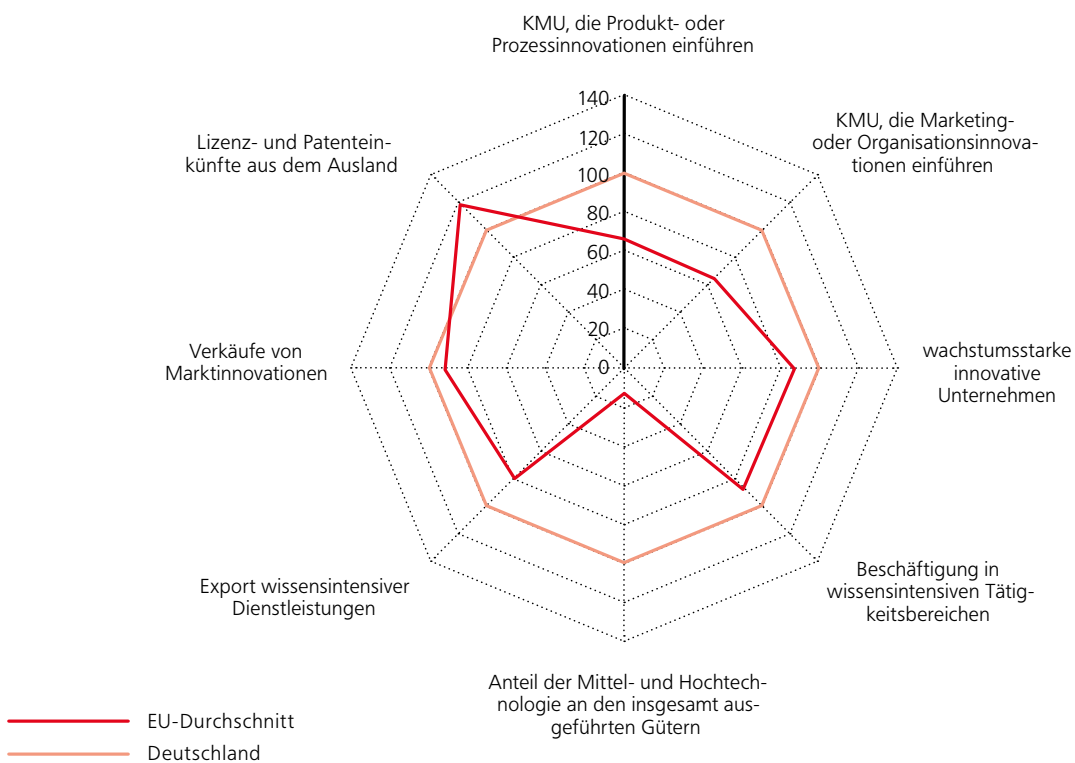 KMU, die Produkt- oder
Prozessinnovationen einführen
140
120
100
80
60
40
20
0
KMU, die Marketing-
oder Organisationsinnova-
tionen einführen
wachstumsstarke
innovative
Unternehmen
Beschäftigung in
wissensintensiven Tätig-
keitsbereichen
Anteil der Mittel- und Hochtech-
nologie an den insgesamt aus-
geführten Gütern
Export wissensintensiver
Dienstleistungen
Verkäufe von
Marktinnovationen
Lizenz- und Patentein-
künfte aus dem Ausland
EU-Durchschnitt
Deutschland